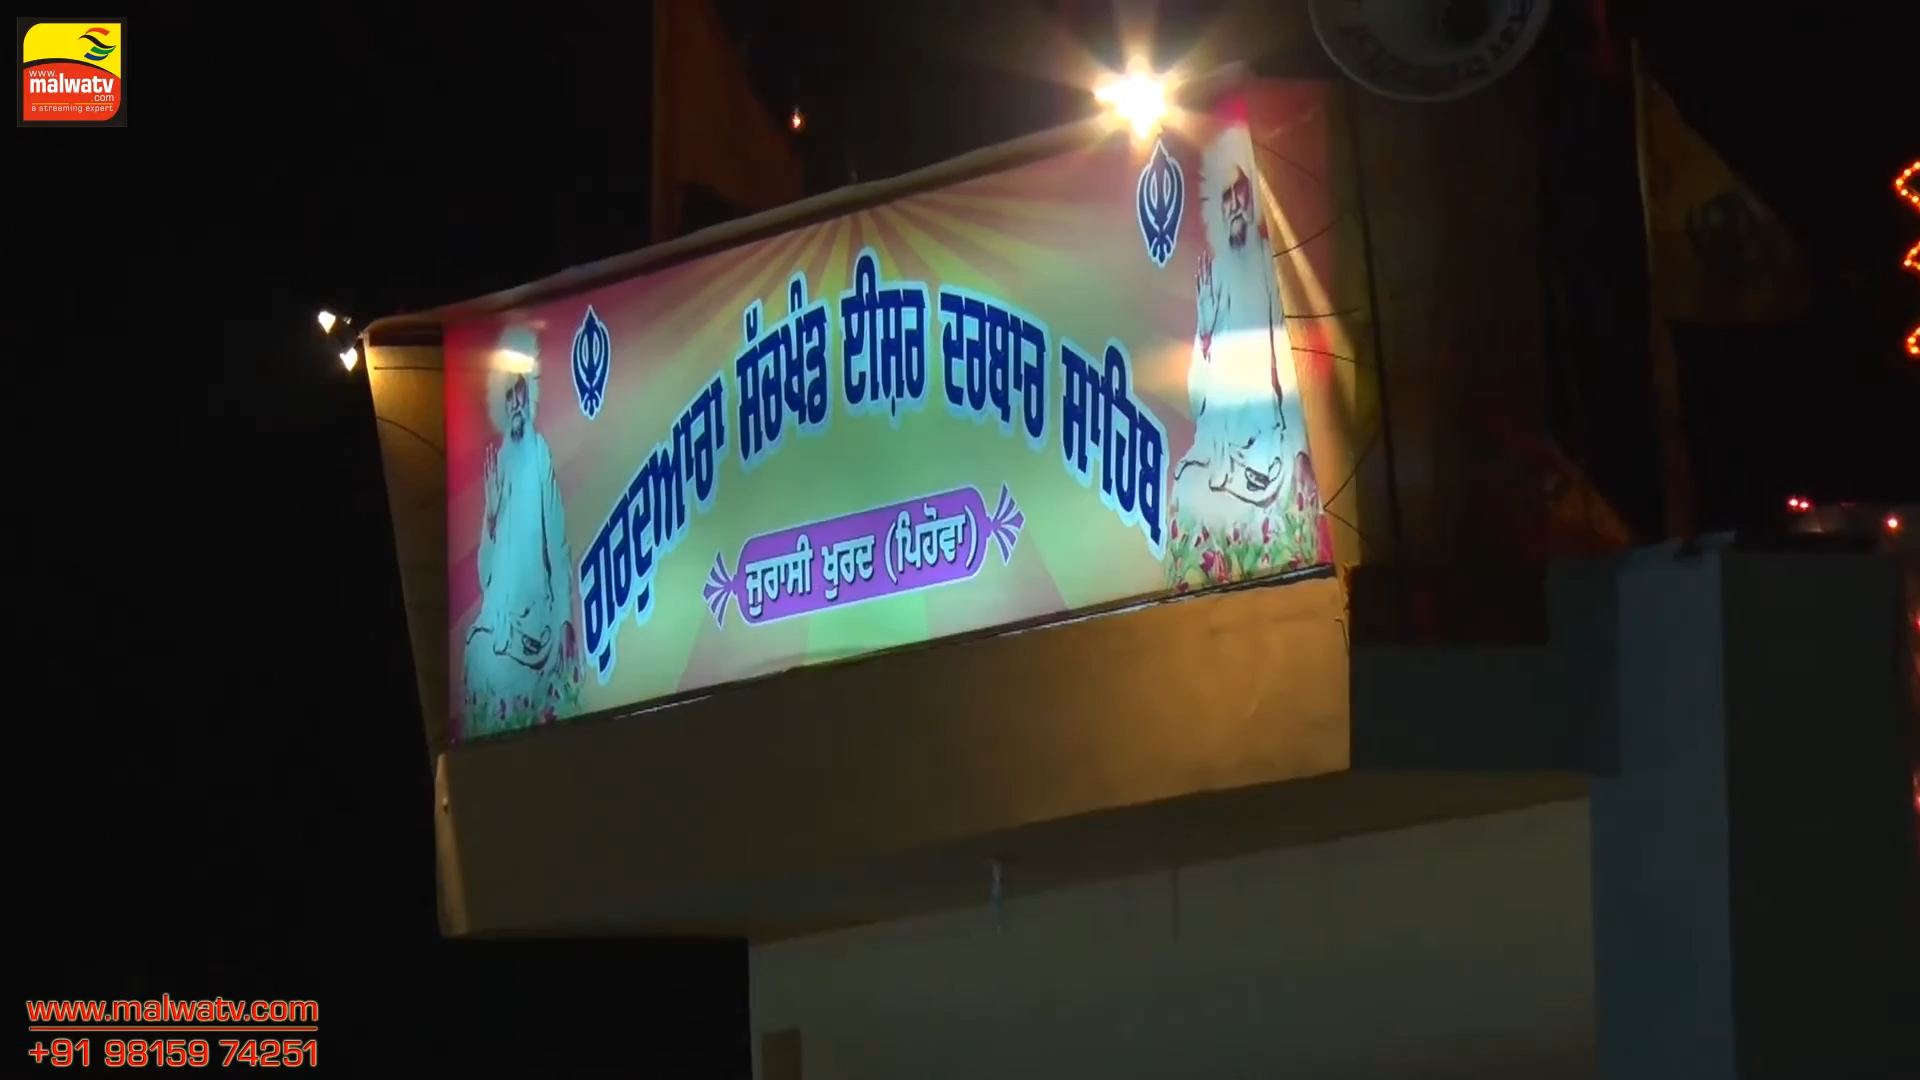 www.
malwatv
.com
a streaming expert
ਗੁਰਦੁਆਰਾ ਸੱਚਖੰਡ ਈਸ਼ਰ ਦਰਬਾਰ ਸਾਹਿਬ
ਜੁਰਾਸੀ ਖੁਰਦ (ਪਿਹੋਵਾ)
www.malwatv.com
+91 98159 74251